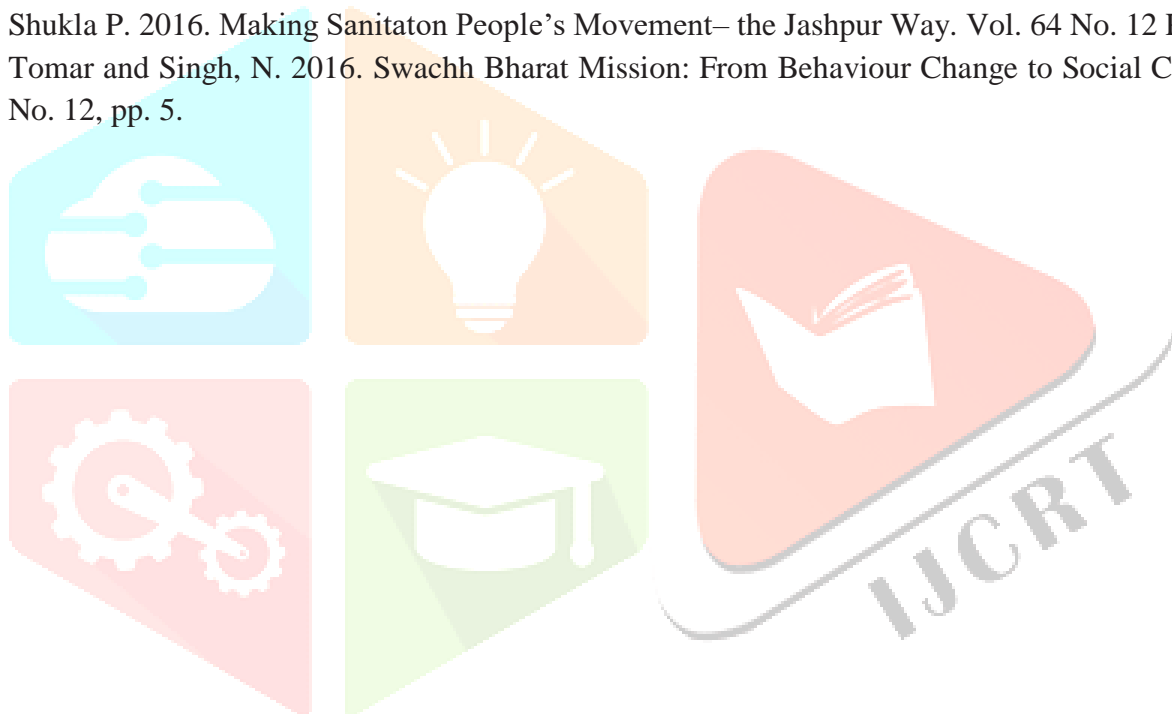 Shukla P. 2016. Making Sanitaton People’s Movement– the Jashpur Way. Vol. 64 No. 12
Tomar and Singh, N. 2016. Swachh Bharat Mission: From Behaviour Change to Social
No. 12, pp. 5.
IJCRT